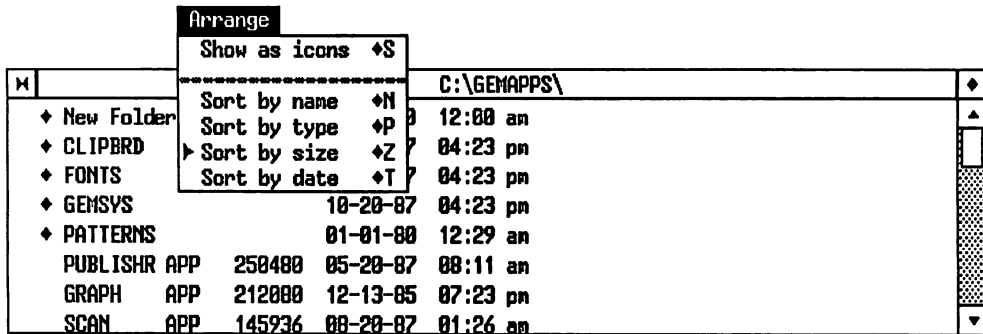 Arrange
Show as icons ♦S
C:\GEMAPPS\
Sort by name ♦N
Sort by type ♦P
Sort by size ♦Z
Sort by date ♦T
♦ New Folder 12:00 am
♦ CLIPBRD 04:23 pm
♦ FONTS 04:23 pm
♦ GEMSYS 10-20-87 04:23 pm
♦ PATTERNS 01-01-80 12:29 am
PUBLISHR APP 250480 05-20-87 08:11 am
GRAPH APP 212080 12-13-85 07:23 pm
SCAN APP 145936 08-20-87 01:26 am